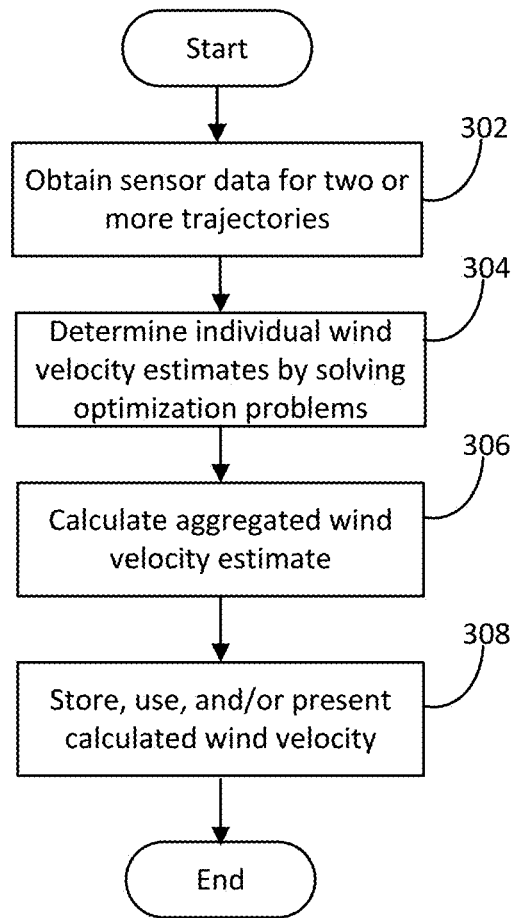 Start
302
Obtain sensor data for two or
more trajectories
304
Determine individual wind
velocity estimates by solving
optimization problems
306
Calculate aggregated wind
velocity estimate
308
Store, use, and/or present
calculated wind velocity
End